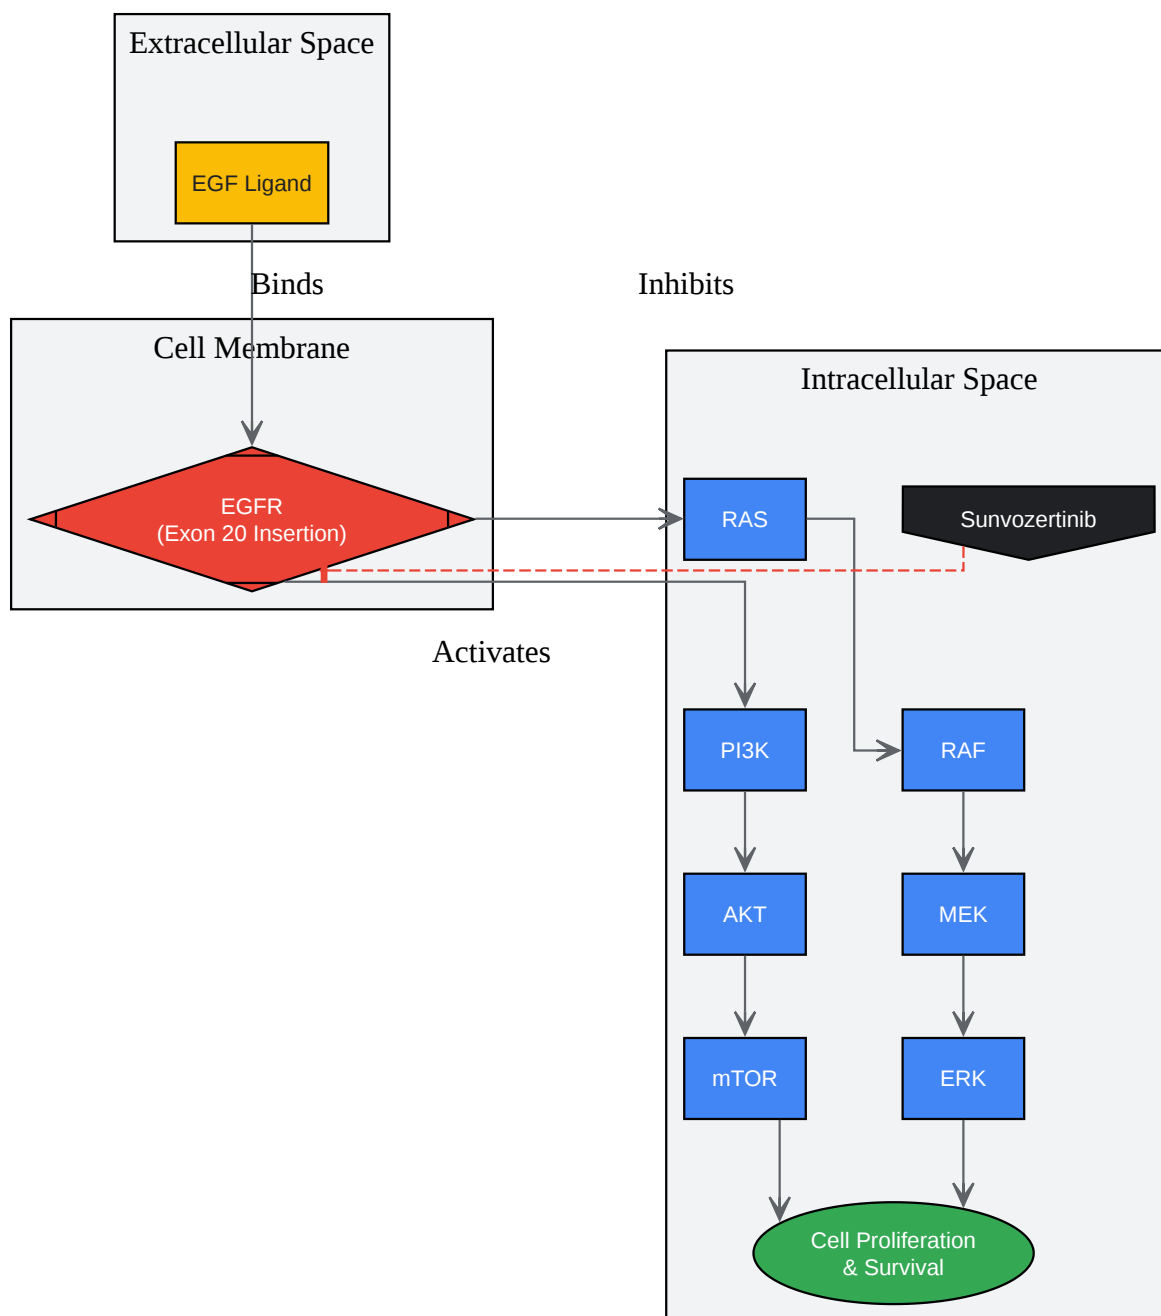 Extracellular Space
EGF Ligand
Binds
Inhibits
Cell Membrane
Intracellular Space
EGFR
(Exon 20 Insertion)
RAS
Sunvozertinib
Activates
PI3K
RAF
AKT
MEK
mTOR
ERK
Cell Proliferation
& Survival